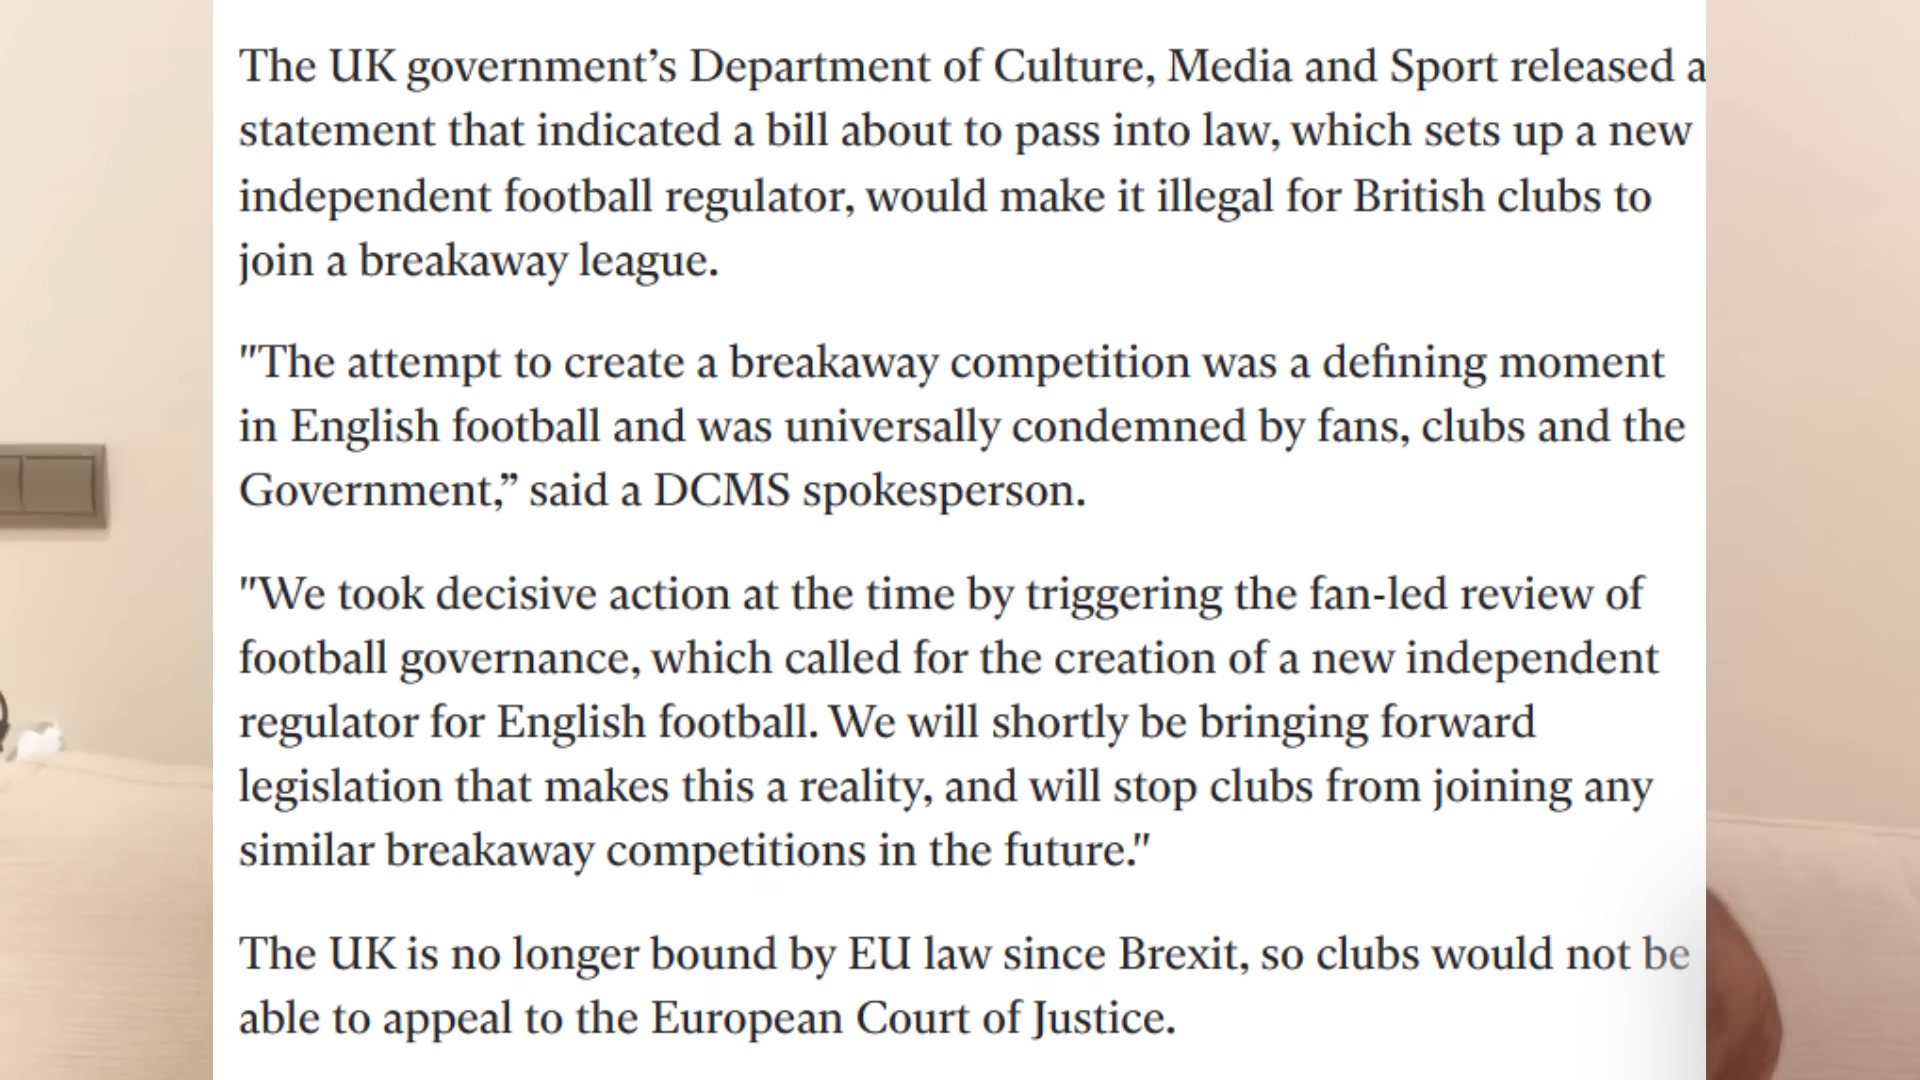 The UK government’s Department of Culture, Media and Sport released a
statement that indicated a bill about to pass into law, which sets up a new
independent football regulator, would make it illegal for British clubs to
join a breakaway league.
"The attempt to create a breakaway competition was a defining moment
in English football and was universally condemned by fans, clubs and the
Government,” said a DCMS spokesperson.
"We took decisive action at the time by triggering the fan-led review of
football governance, which called for the creation of a new independent
regulator for English football. We will shortly be bringing forward
legislation that makes this a reality, and will stop clubs from joining any
similar breakaway competitions in the future."
The UK is no longer bound by EU law since Brexit, so clubs would not be
able to appeal to the European Court of Justice.